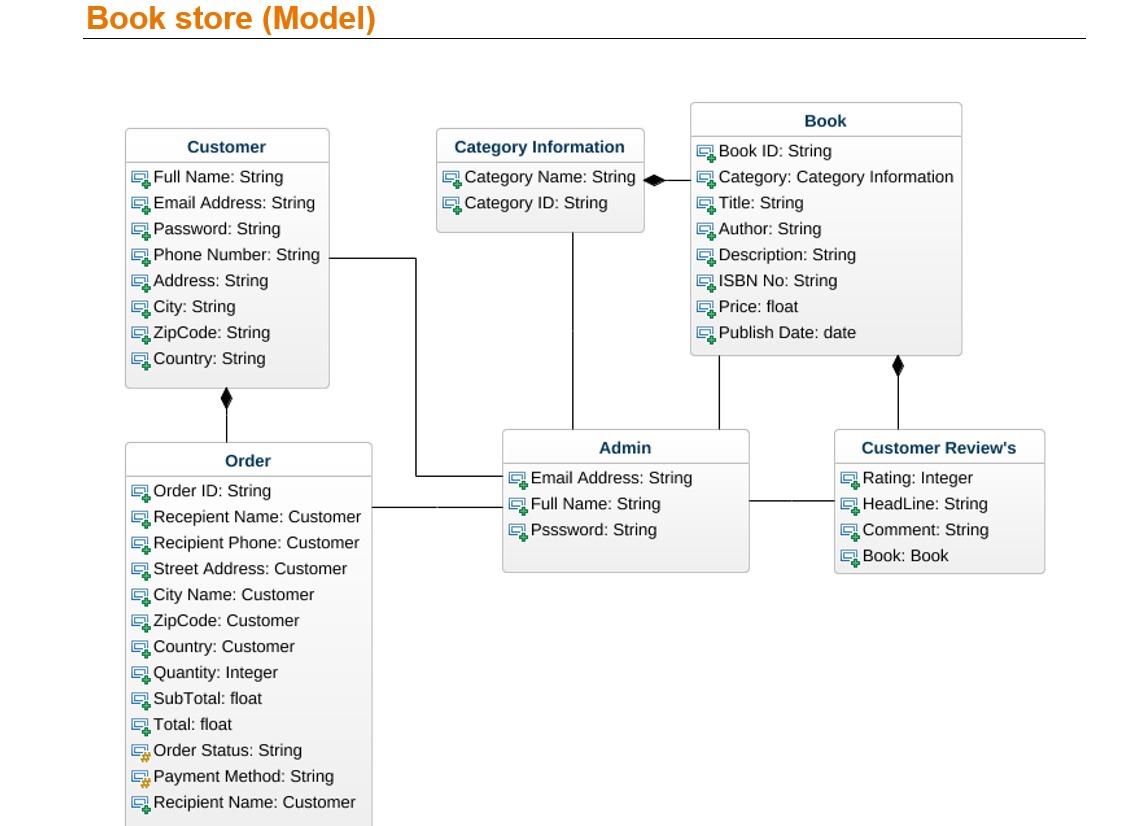 Book store (Model)
Customer
Full Name: String
Email Address: String
Password: String
Phone Number: String
Address: String
City: String
ZipCode: String
Country: String
Category Information
Category Name: String
Category ID: String
Book
Book ID: String
Category: Category Information
Title: String
Author: String
Description: String
ISBN No: String
Price: float
Publish Date: date
Order
Order ID: String
Recepient Name: Customer
Recipient Phone: Customer
Street Address: Customer
City Name: Customer
ZipCode: Customer
Country: Customer
Quantity: Integer
SubTotal: float
Total: float
Order Status: String
Payment Method: String
Recipient Name: Customer
Admin
Email Address: String
Full Name: String
Psssword: String
Customer Review's
Rating: Integer
HeadLine: String
Comment: String
Book: Book